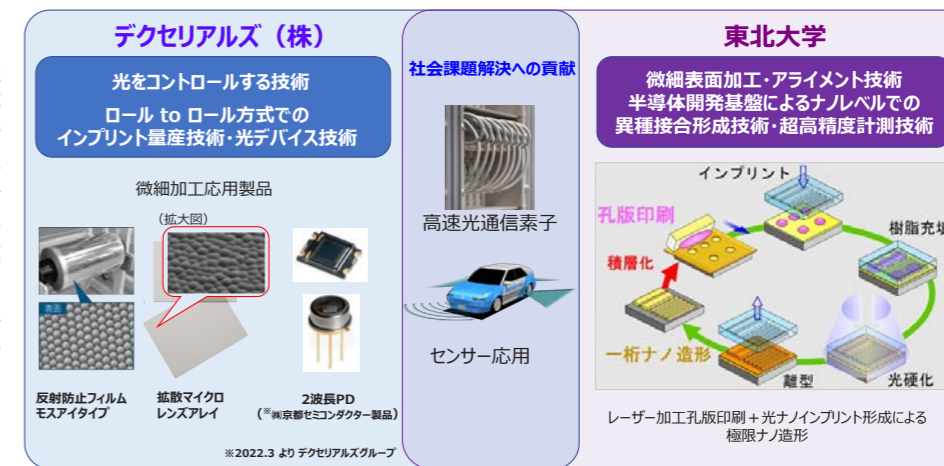 デクセリアルズ（株）
光をコントロールする技術
ロール to ロール方式での
インプリント量産技術・光デバイス技術
微細加工応用製品
（拡大図）
表面
反射防止フィルム
モスアイタイプ
拡散マイクロ
レンズアレイ
2波長PD
（※㈱京都セミコンダクター製品）
※2022.3 より デクセリアルズグループ
社会課題解決への貢献
高速光通信素子
センサー応用
東北大学
微細表面加工・アライメント技術
半導体開発基盤によるナノレベルでの
異種接合形成技術・超高精度計測技術
インプリント
孔版印刷
樹脂充填
積層化
一桁ナノ造形
離型
光硬化
レーザー加工孔版印刷＋光ナノインプリント形成による
極限ナノ造形